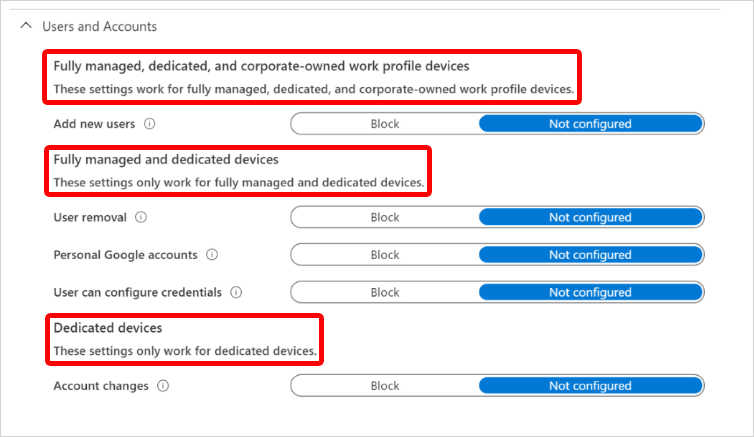 Users and Accounts
Fully managed, dedicated, and corporate-owned work profile devices
These settings work for fully managed, dedicated, and corporate-owned work profile devices.
Add new users Block Not configured
Fully managed and dedicated devices
These settings only work for fully managed and dedicated devices.
User removal Block Not configured
Personal Google accounts Block Not configured
User can configure credentials Block Not configured
Dedicated devices
These settings only work for dedicated devices.
Account changes Block Not configured